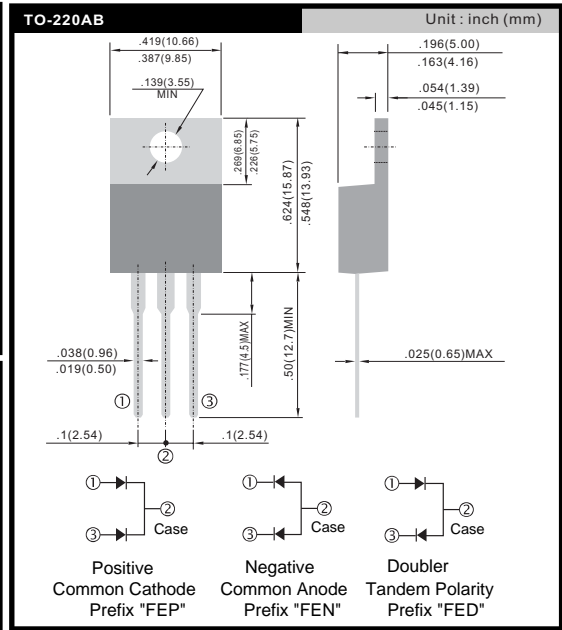 TO-220AB
Unit : inch (mm)
.419(10.66)
.387(9.85)
.139(3.55)
MIN
.269(6.85)
.226(5.75)
.624(15.87)
.548(13.93)
.196(5.00)
.163(4.16)
.054(1.39)
.045(1.15)
.038(0.96)
.019(0.50)
.177(4.5)MAX
.50(12.7)MIN
.025(0.65)MAX
① ③
.1(2.54) .1(2.54)
②
① ② ③ Case
① ② ③ Case
① ② ③ Case
Positive
Common Cathode
Prefix "FEP"
Negative
Common Anode
Prefix "FEN"
Doubler
Tandem Polarity
Prefix "FED"